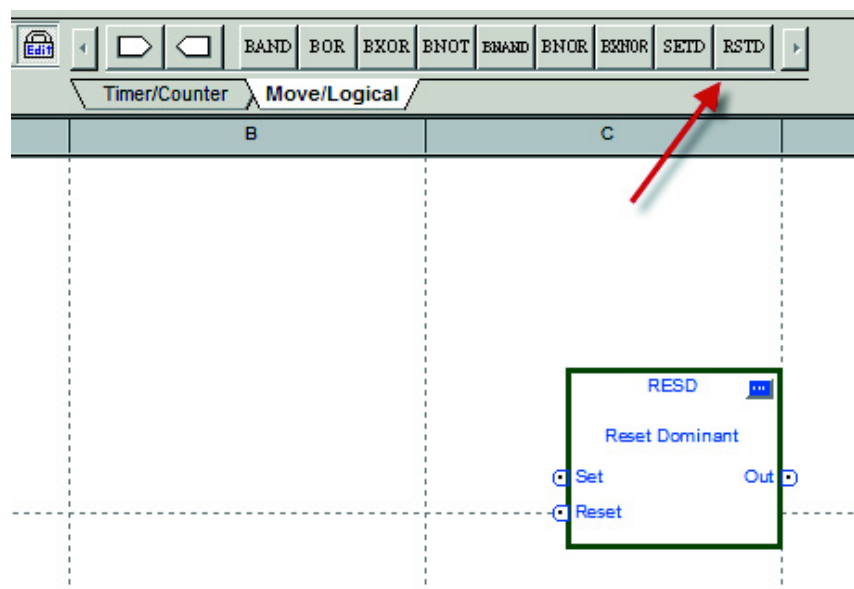 Edit BAND BOR BXOR BNOT BNAND BNOR BXNOR SETD RSTD
Timer/Counter Move/Logical
B C
RESD
Reset Dominant
Set Out
Reset